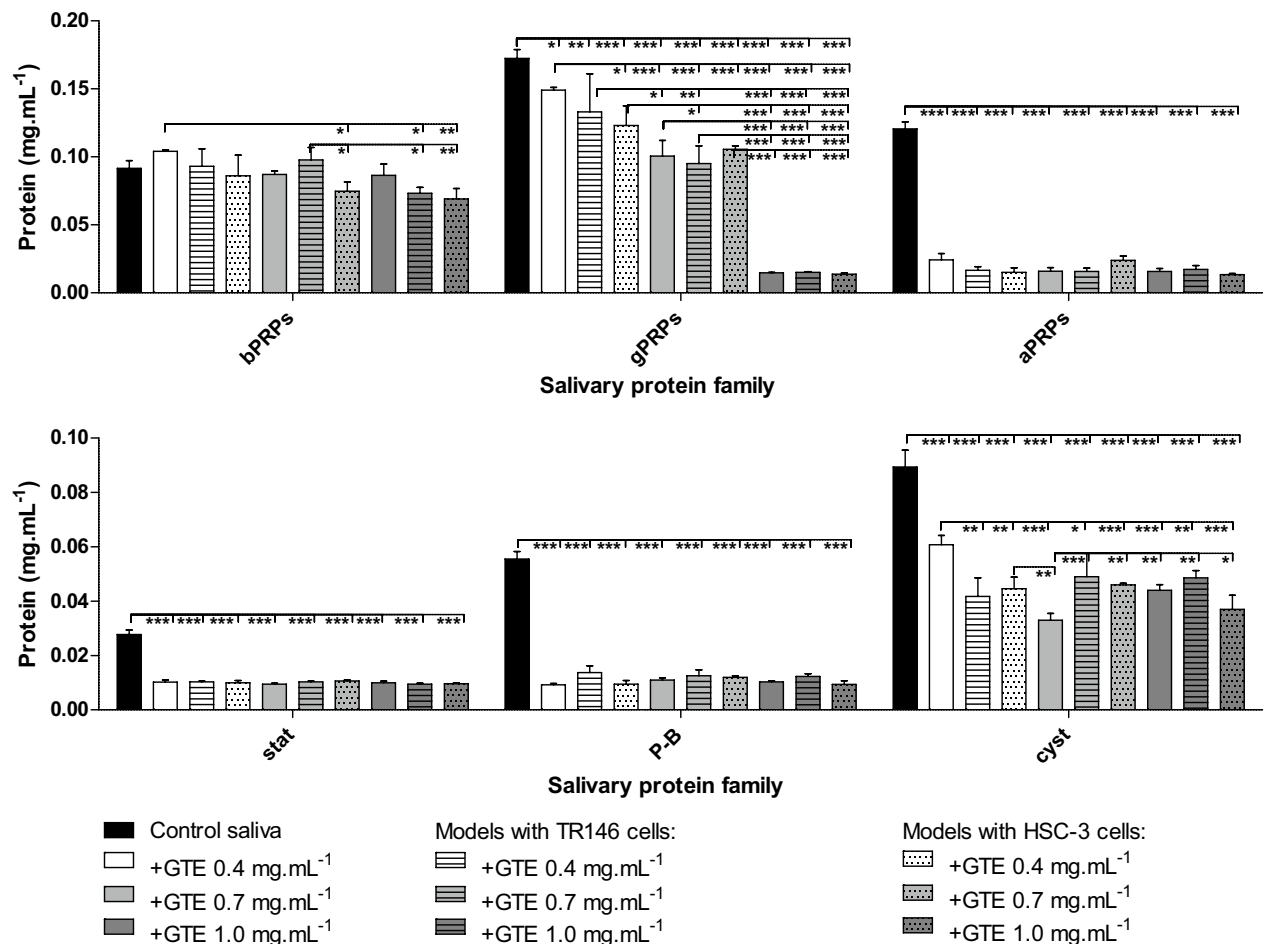 0.20
0.15
0.10
0.05
0.00
Protein (mg.mL-1)
* ** *** *** *** *** *** *** ***
* *** *** *** *** *** ***
* ** *** *** ***
* *** *** ***
*** *** ***
*** *** ***
*** *** ***
* * **
* * **
*** *** *** *** *** *** *** *** ***
bPRPs gPRPs aPRPs
Salivary protein family
0.10
0.08
0.06
0.04
0.02
0.00
Protein (mg.mL-1)
*** *** *** *** *** *** *** *** ***
*** *** *** *** *** *** *** *** ***
*** *** *** *** *** *** *** *** ***
** ** *** * *** *** ** ***
** *** ** ** ** *
stat P-B cyst
Salivary protein family
Control saliva Models with TR146 cells: Models with HSC-3 cells:
+GTE 0.4 mg.mL-1 +GTE 0.4 mg.mL-1 +GTE 0.4 mg.mL-1
+GTE 0.7 mg.mL-1 +GTE 0.7 mg.mL-1 +GTE 0.7 mg.mL-1
+GTE 1.0 mg.mL-1 +GTE 1.0 mg.mL-1 +GTE 1.0 mg.mL-1